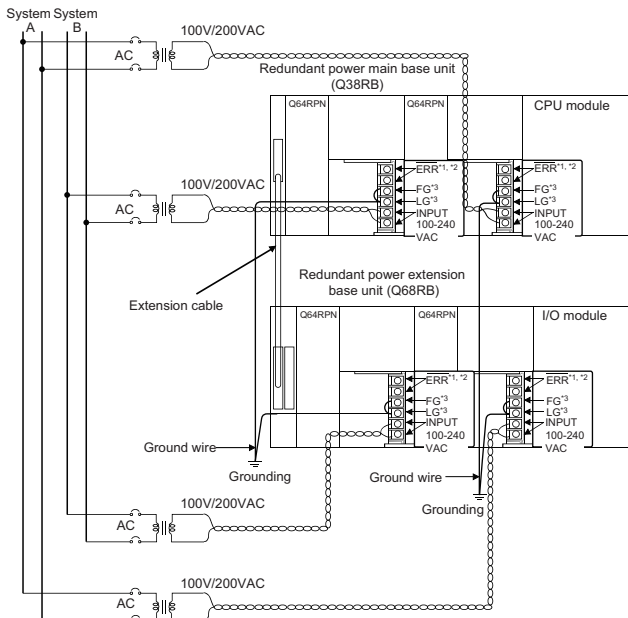 System System
A B
100V/200VAC
AC
Redundant power main base unit
(Q38RB)
Q64RPN Q64RPN CPU module
ERR*1, *2 ERR*1, *2
100V/200VAC
FG*3 FG*3
AC
LG*3 LG*3
INPUT INPUT
100-240 100-240
VAC VAC
Redundant power extension
base unit (Q68RB)
Extension cable
Q64RPN Q64RPN I/O module
ERR*1, *2 ERR*1, *2
FG*3 FG*3
LG*3 LG*3
INPUT INPUT
100-240 100-240
VAC VAC
Ground wire
Grounding
Ground wire
100V/200VAC
Grounding
AC
100V/200VAC
AC